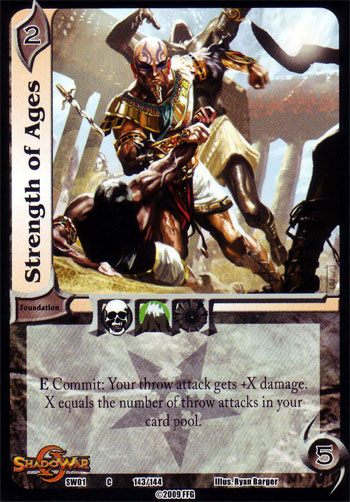 2
Strength of Ages
Foundation
E Commit: Your throw attack gets +X damage.
X equals the number of throw attacks in your
card pool.
5
SHADOWAR
SW01 C 143/144 Illus. Ryan Barger
©2009 FFG